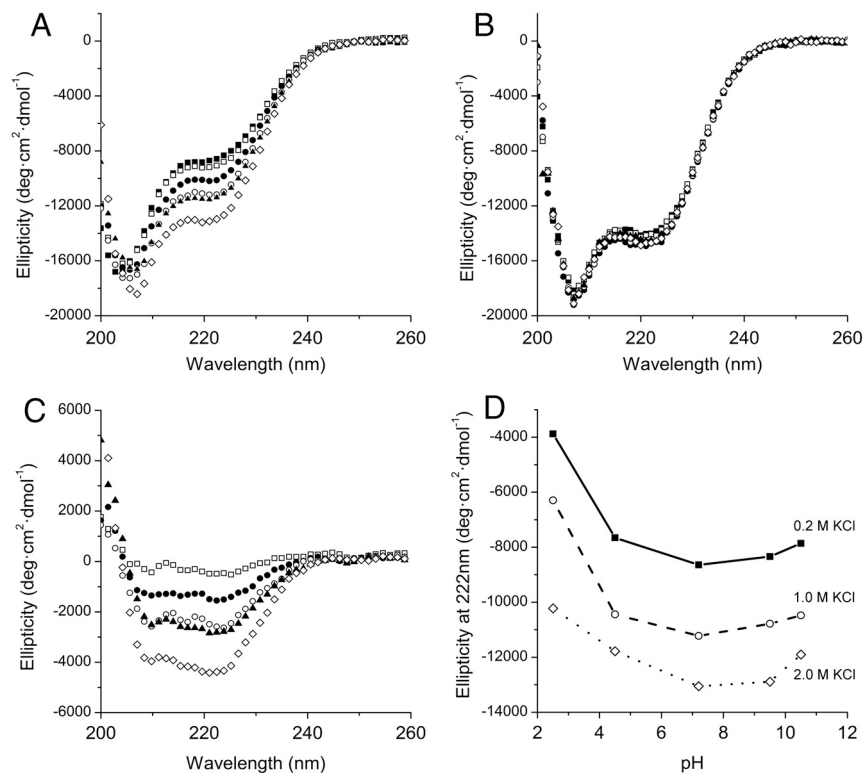 A
0
-4000
-8000
-12000
-16000
-20000
Ellipticity (deg·cm²·dmol⁻¹)
200 220 240 260
Wavelength (nm)
B
0
-4000
-8000
-12000
-16000
-20000
Ellipticity (deg·cm²·dmol⁻¹)
200 220 240 260
Wavelength (nm)
C
6000
4000
2000
0
-2000
-4000
-6000
Ellipticity (deg·cm²·dmol⁻¹)
200 220 240 260
Wavelength (nm)
D
-4000
-6000
-8000
-10000
-12000
-14000
Ellipticity at 222nm (deg·cm²·dmol⁻¹)
0.2 M KCl
1.0 M KCl
2.0 M KCl
2 4 6 8 10 12
pH